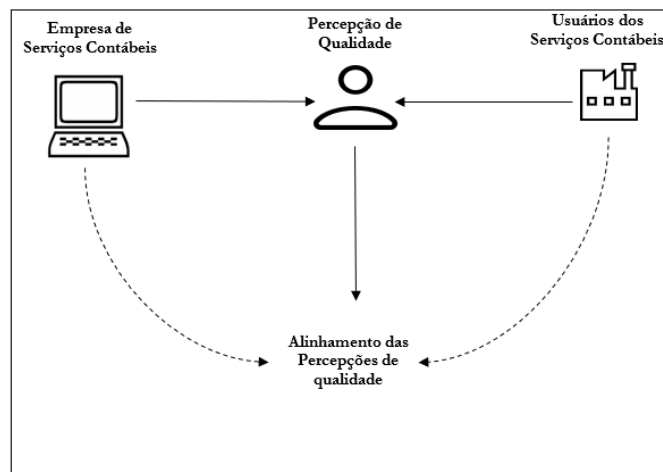 Empresa de
Serviços Contábeis
Percepção de
Qualidade
Usuários dos
Serviços Contábeis
Alinhamento das
Percepções de
qualidade